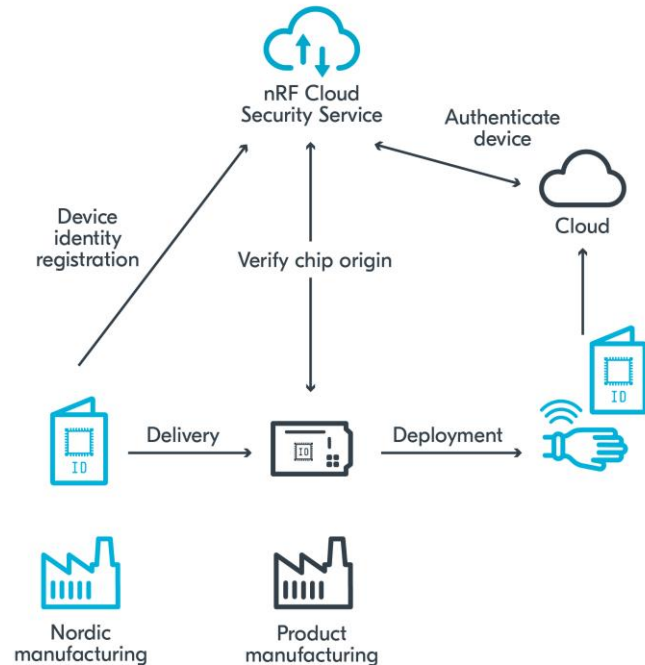 nRF Cloud
Security Service
Authenticate
device
Cloud
Device
identity
registration
Verify chip origin
ID
Delivery
ID
Deployment
ID
Nordic
manufacturing
Product
manufacturing